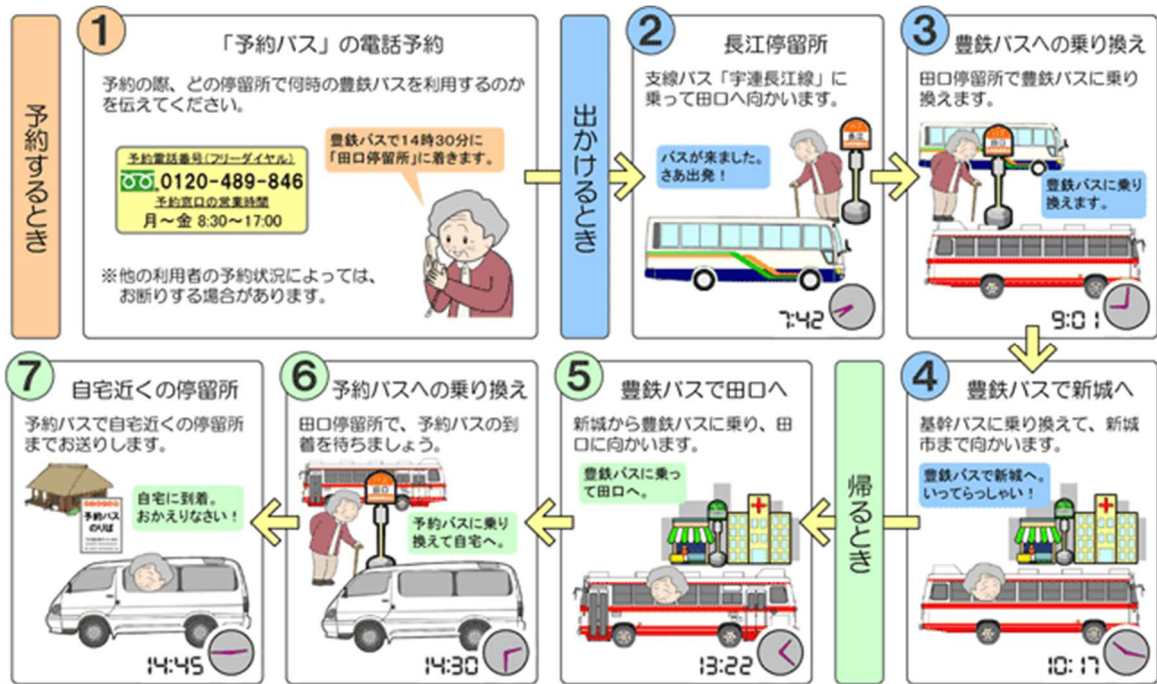 予約するとき
1
「予約バス」の電話予約
予約の際、どの停留所で何時の豊鉄バスを利用するのか
を伝えてください。
予約電話番号(フリーダイヤル)
0120-489-846
予約窓口の営業時間
月～金 8:30～17:00
豊鉄バスで14時30分に
「田口停留所」に着きます。
※他の利用者の予約状況によっては、
お断りする場合があります。
出かけるとき
2
長江停留所
支線バス「宇連長江線」に
乗って田口へ向かいます。
バスが来ました。
さあ出発！
長江
7:42
3
豊鉄バスへの乗り換え
田口停留所で豊鉄バスに乗り
換えます。
田口
豊鉄バスに乗り
換えます。
9:01
4
豊鉄バスで新城へ
基幹バスに乗り換えて、新城
市まで向かいます。
豊鉄バスで新城へ。
いってらっしゃい！
10:17
帰るとき
5
豊鉄バスで田口へ
新城から豊鉄バスに乗り、田
口に向かいます。
豊鉄バスに乗っ
て田口へ。
13:22
6
予約バスへの乗り換え
田口停留所で、予約バスの到
着を待ちましょう。
田口
予約バスに乗り
換えて自宅へ。
14:30
7
自宅近くの停留所
予約バスで自宅近くの停留所
までお送りします。
自宅に到着。
おかえりなさい！
予約バス
のりば
14:45